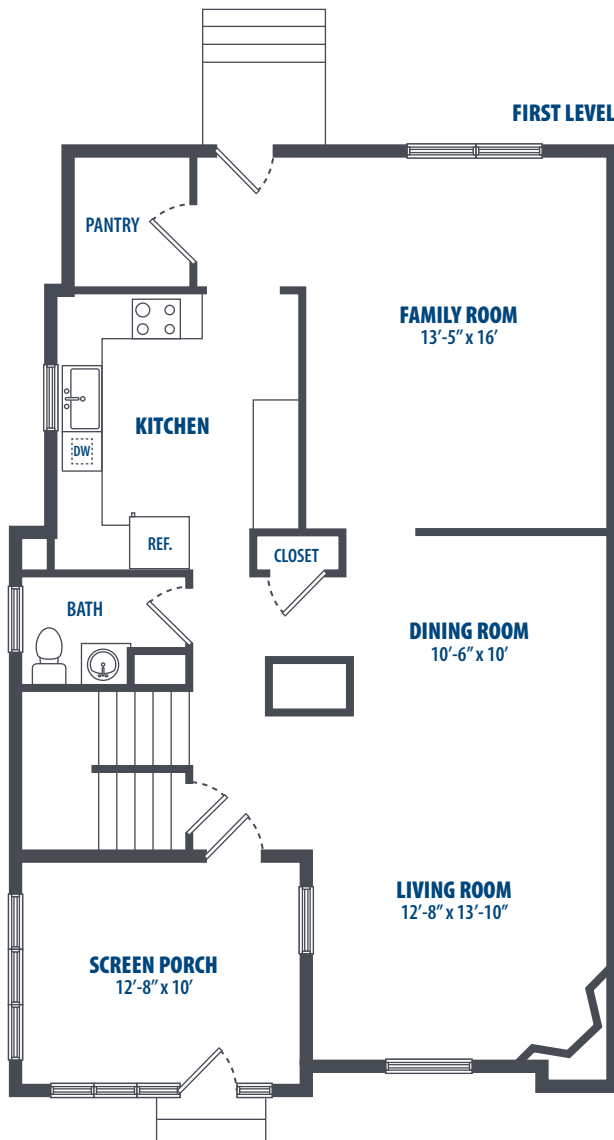 FIRST LEVEL
PANTRY
FAMILY ROOM
13’-5” x 16’
KITCHEN
DW
REF.
CLOSET
BATH
DINING ROOM
10’-6” x 10’
LIVING ROOM
12’-8” x 13’-10”
SCREEN PORCH
12’-8” x 10’